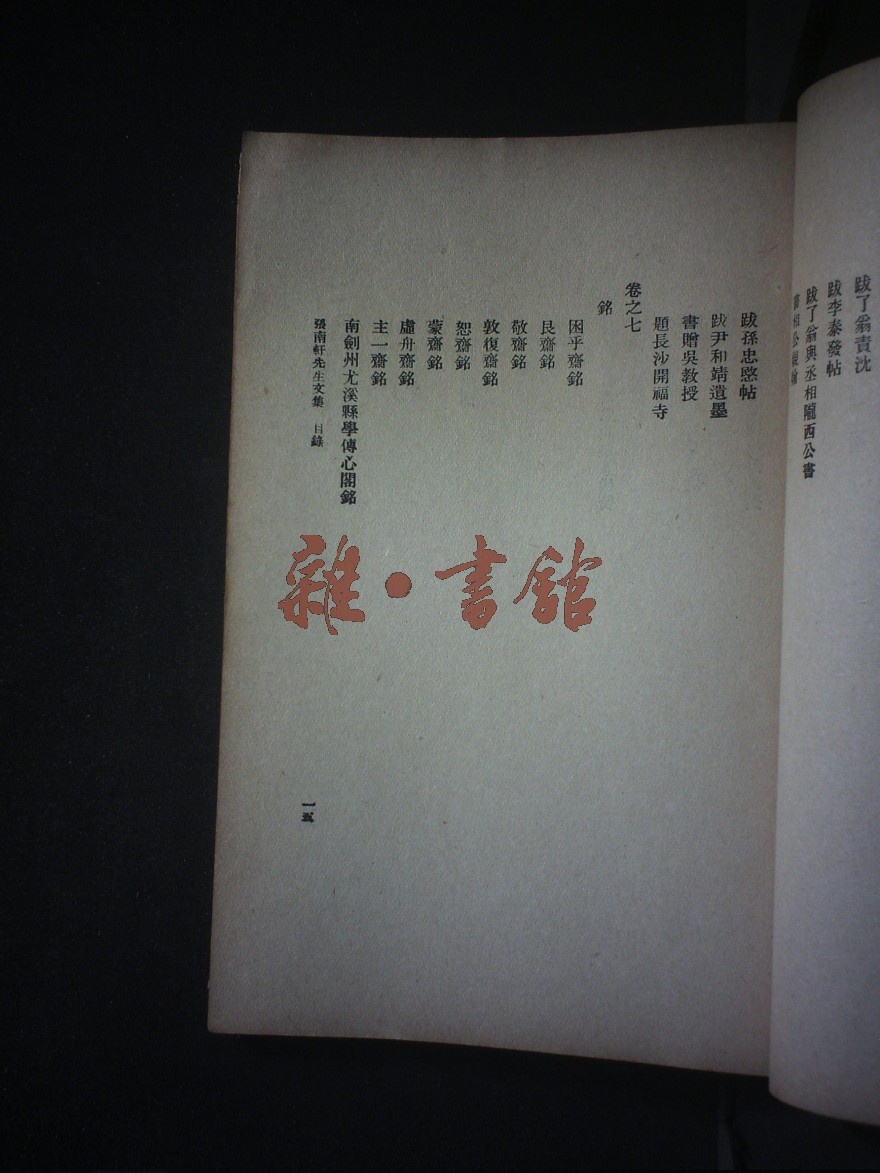 跋了翁責沈
跋李泰發帖
跋了翁與丞相隴西公書
跋孫忠愍帖
跋尹和靖遺墨
書贈吳教授
題長沙開福寺
卷之七
銘
困乎齋銘
艮齋銘
敬齋銘
敦復齋銘
恕齋銘
蒙齋銘
虛舟齋銘
主一齋銘
南劍州尤溪縣學傳心閣銘
張南軒先生文集 目錄
一五
雜·書館